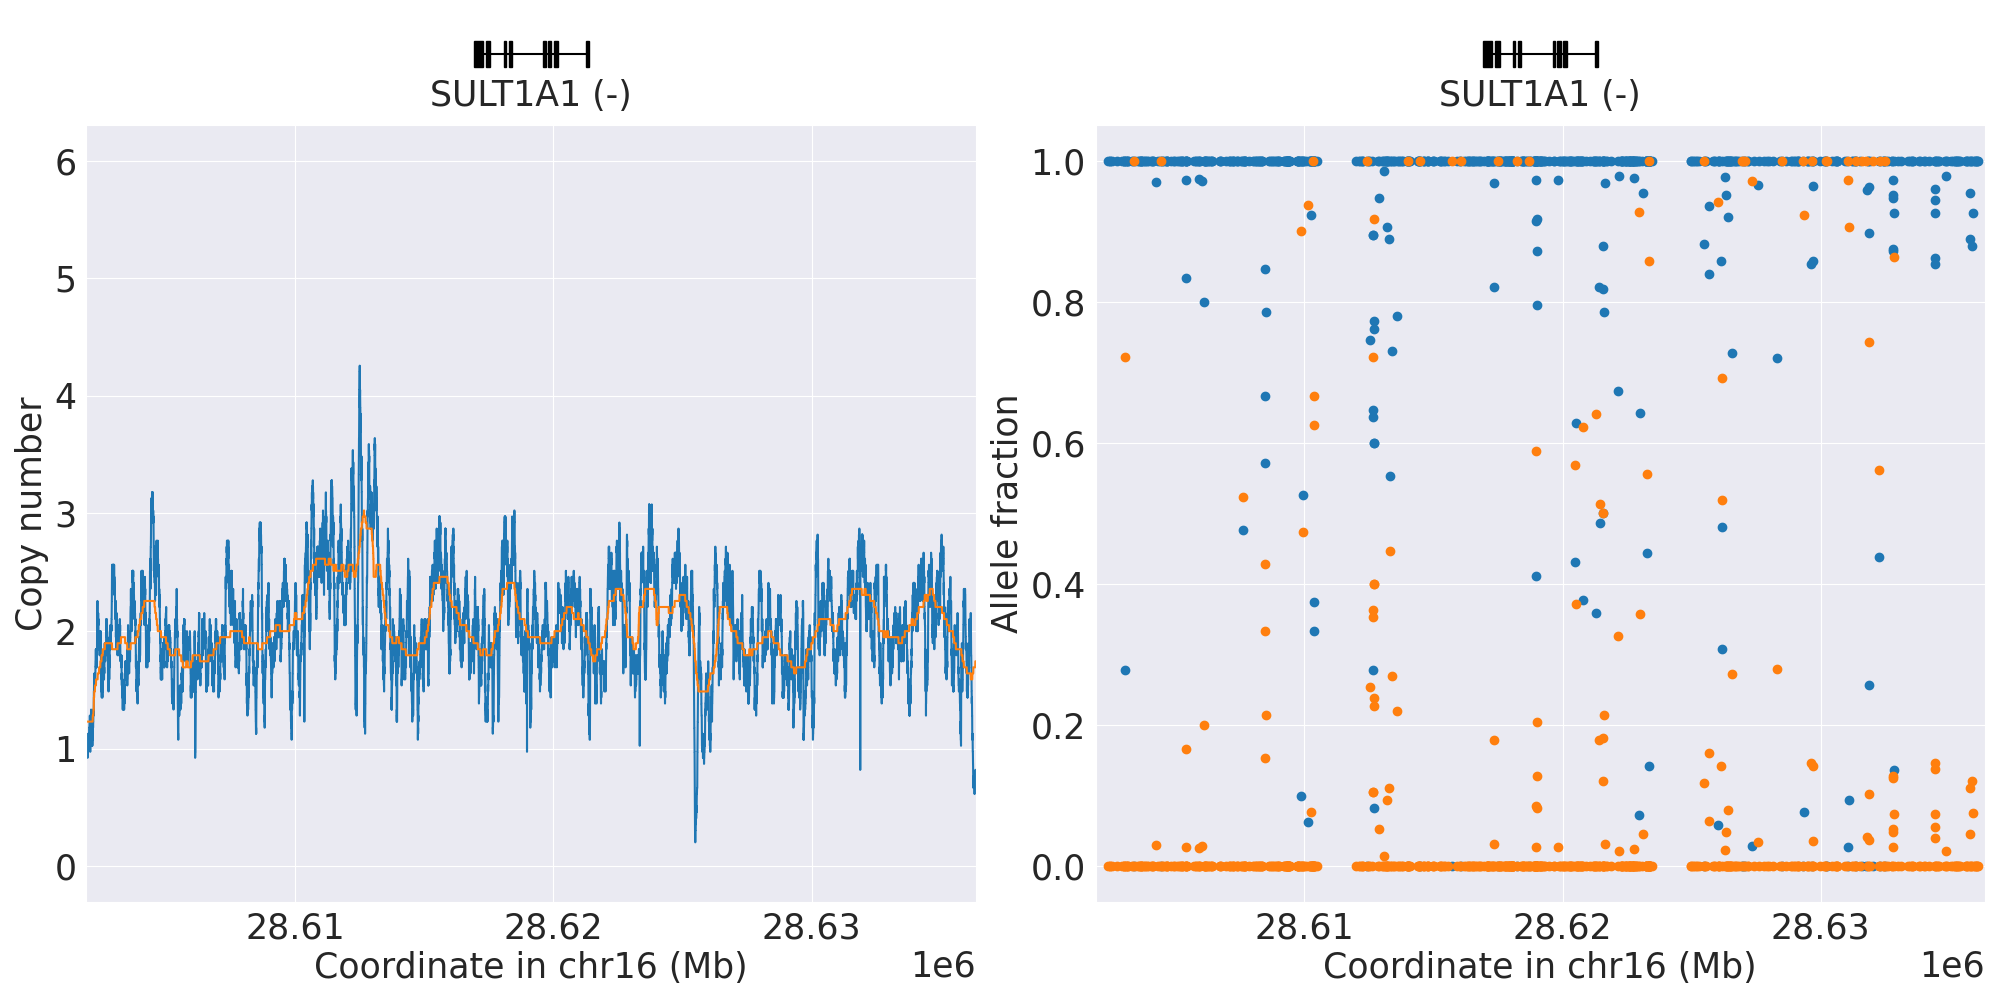 SULT1A1 (-)
6
5
4
3
2
1
0
Copy number
28.61
28.62
28.63
Coordinate in chr16 (Mb)
1e6
SULT1A1 (-)
1.0
0.8
0.6
0.4
0.2
0.0
Allele fraction
28.61
28.62
28.63
Coordinate in chr16 (Mb)
1e6